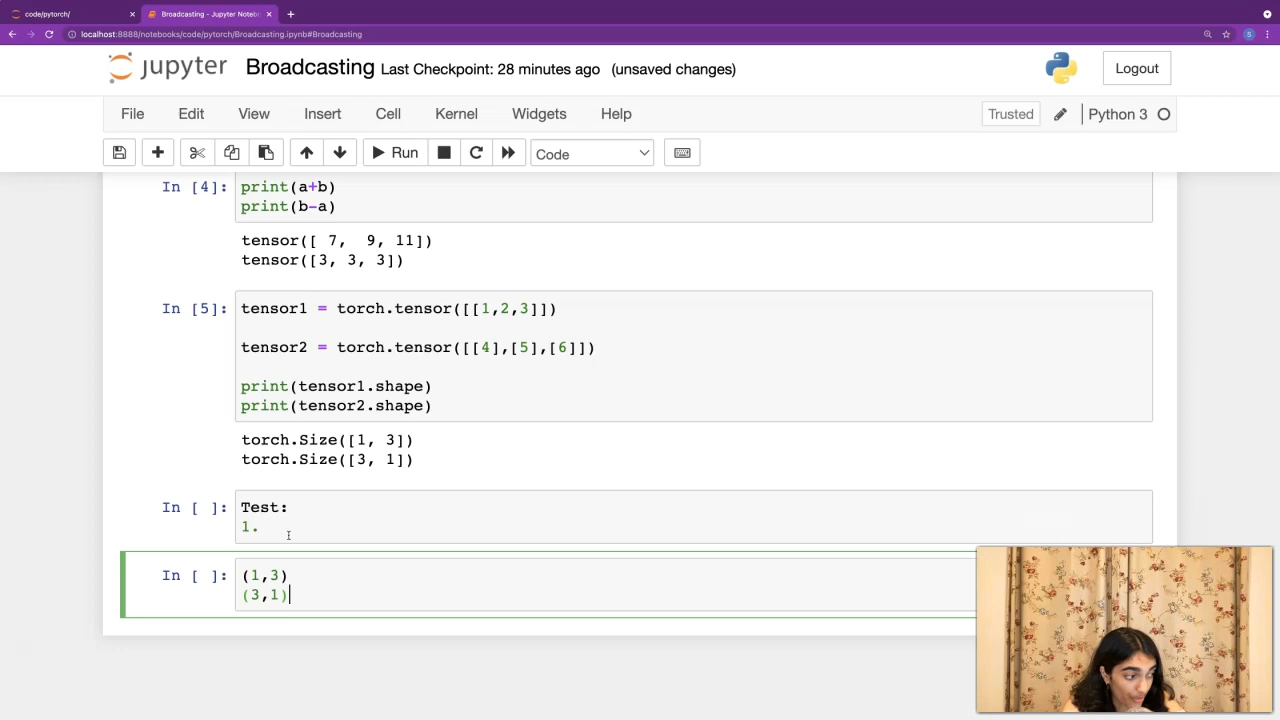 code/pytorch/
Broadcasting - Jupyter Noteb
localhost:8888/notebooks/code/pytorch/Broadcasting.ipynb#Broadcasting
S
jupyter Broadcasting Last Checkpoint: 28 minutes ago (unsaved changes)
Logout
File Edit View Insert Cell Kernel Widgets Help
Trusted
Python 3
Run
Code
In [4]: print(a+b)
print(b-a)
tensor([ 7,  9, 11])
tensor([3, 3, 3])
In [5]: tensor1 = torch.tensor([[1,2,3]])
tensor2 = torch.tensor([[4],[5],[6]])
print(tensor1.shape)
print(tensor2.shape)
torch.Size([1, 3])
torch.Size([3, 1])
In [ ]: Test:
1.
In [ ]: (1,3)
(3,1)